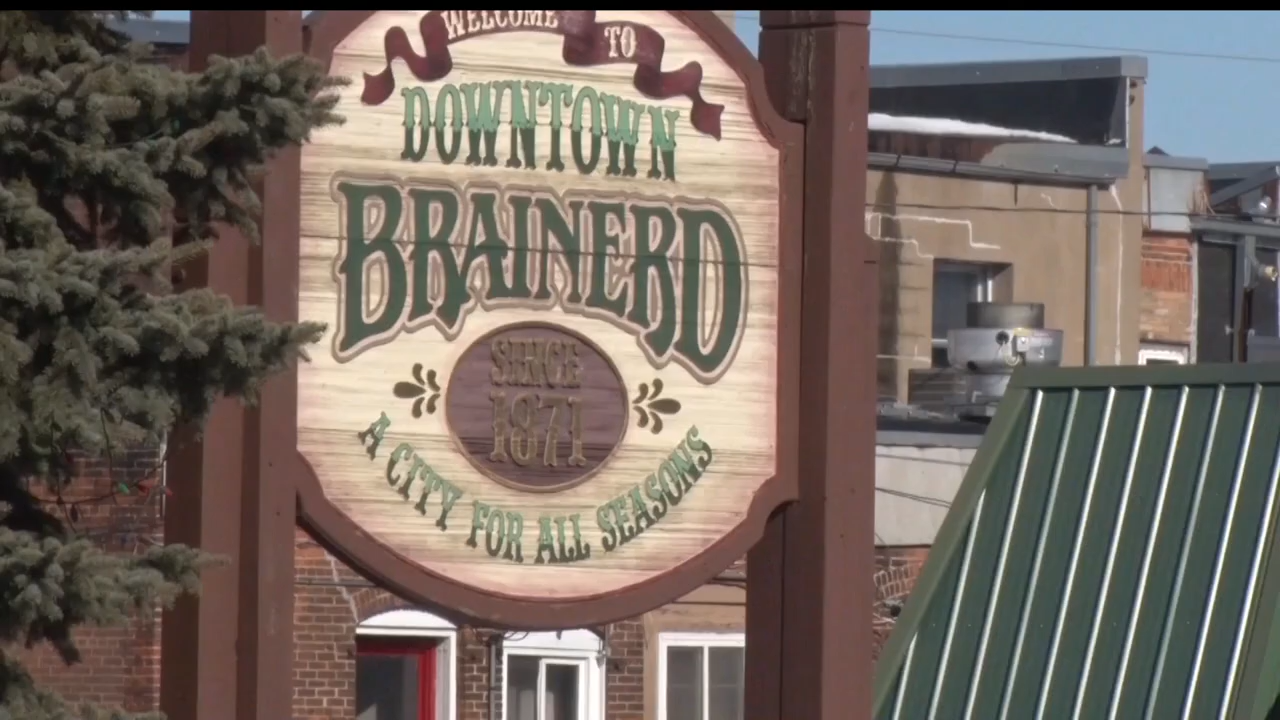 WELCOME
TO
DOWNTOWN
BRAINERD
SINCE
1871
A CITY FOR ALL SEASONS